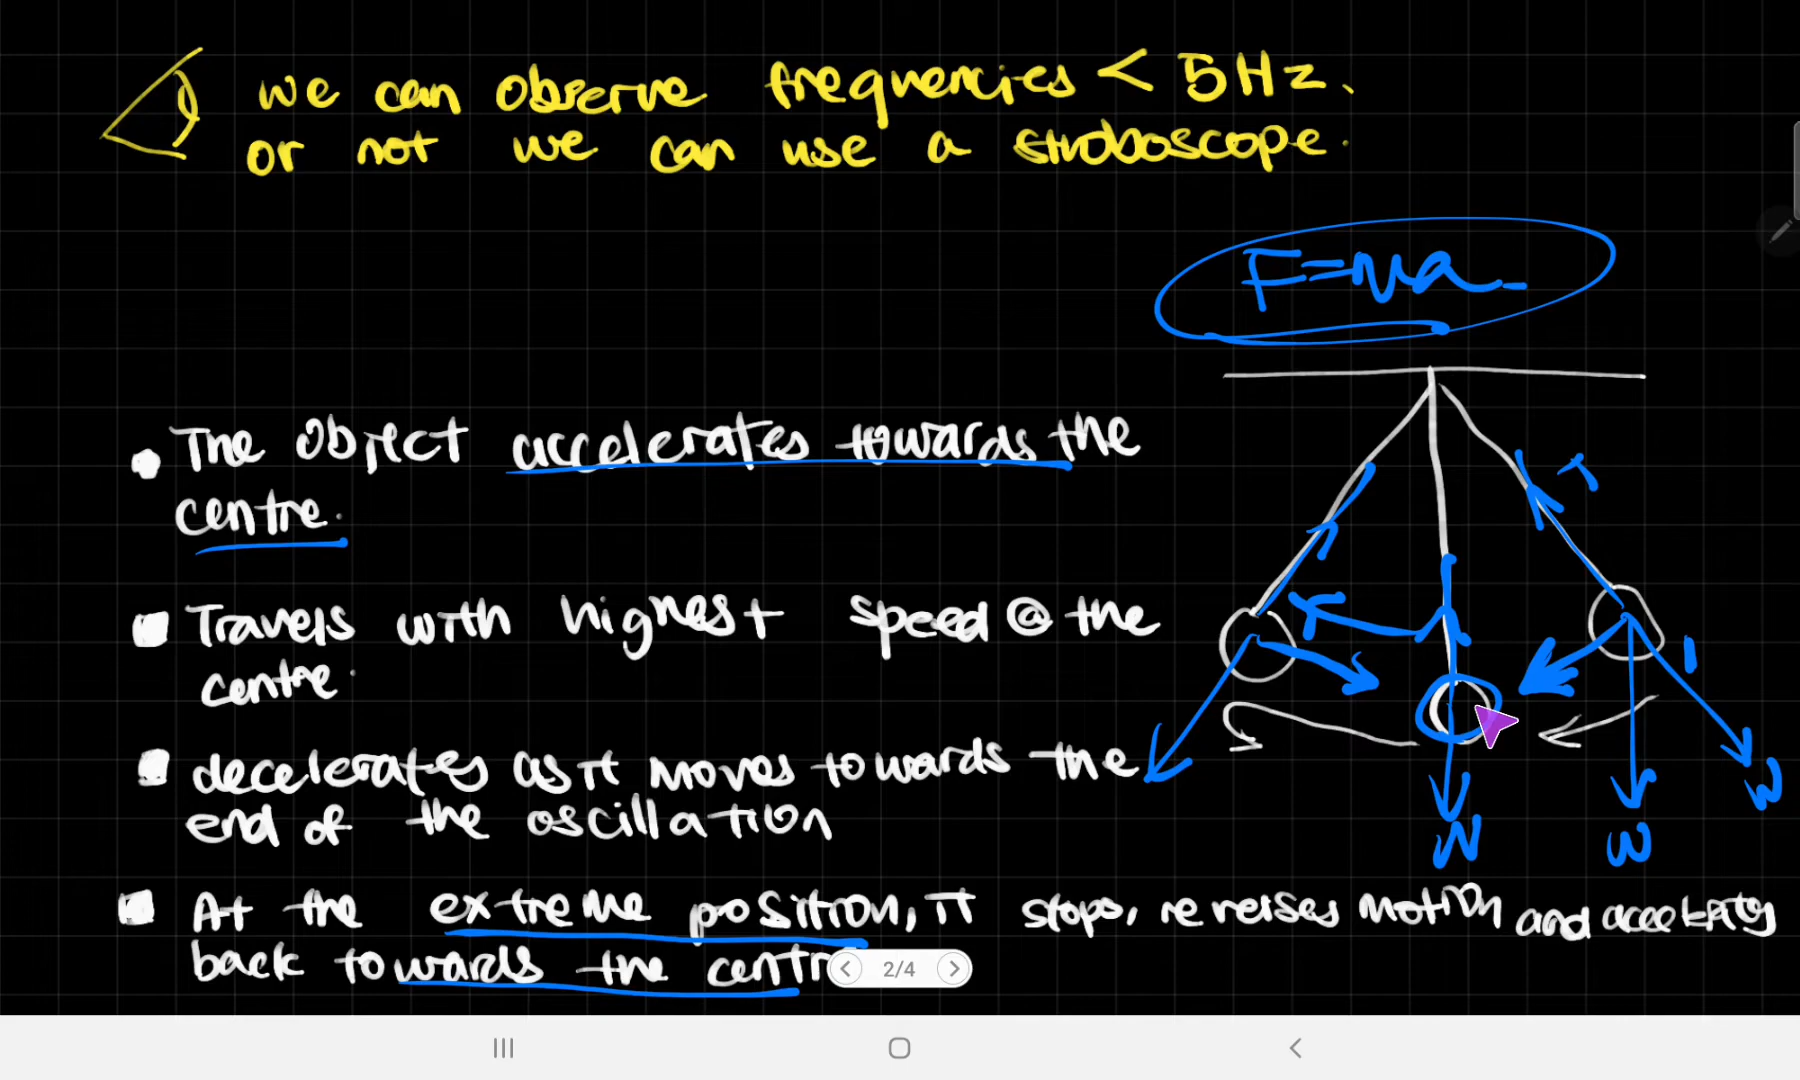 we can observe frequencies < 5Hz.
or not we can use a stroboscope.
F=ma
• The object accelerates towards the
centre.
T
▪ Travels with highest speed @ the
centre.
▪ decelerates as it moves towards the
end of the oscillation
W
W
W
▪ At the extreme position, it stops, reverses motion and accelerates
back towards the centr
2/4